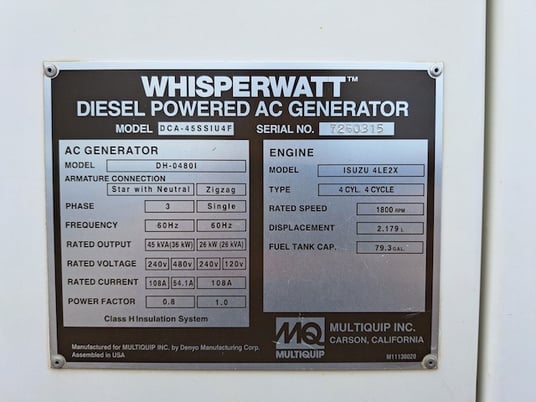 WHISPERWATT™
DIESEL POWERED AC GENERATOR
MODEL DCA-45SSIU4F SERIAL NO. 7260315
AC GENERATOR
MODEL DH-0480I
ARMATURE CONNECTION
Star with Neutral Zigzag
PHASE 3 Single
FREQUENCY 60Hz 60Hz
RATED OUTPUT 45 kVA(36 kW) 26 kW (26 kVA)
RATED VOLTAGE 240v 480v 240v 120v
RATED CURRENT 108A 54.1A 108A
POWER FACTOR 0.8 1.0
Class H Insulation System
ENGINE
MODEL ISUZU 4LE2X
TYPE 4 CYL. 4 CYCLE
RATED SPEED 1800 RPM
DISPLACEMENT 2.179 L
FUEL TANK CAP. 79.3 GAL.
Manufactured for MULTIQUIP INC. by Denyo Manufacturing Corp.
Assembled in USA
MQ
MULTIQUIP
MULTIQUIP INC.
CARSON, CALIFORNIA